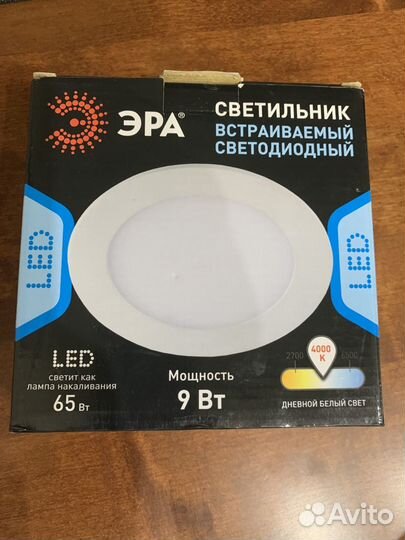 ЭРА®
СВЕТИЛЬНИК
ВСТРАИВАЕМЫЙ
СВЕТОДИОДНЫЙ
LED
LED
LED
светит как
лампа накаливания
65 Вт
Мощность
9 Вт
2700
4000
K
6500
ДНЕВНОЙ БЕЛЫЙ СВЕТ
Avito